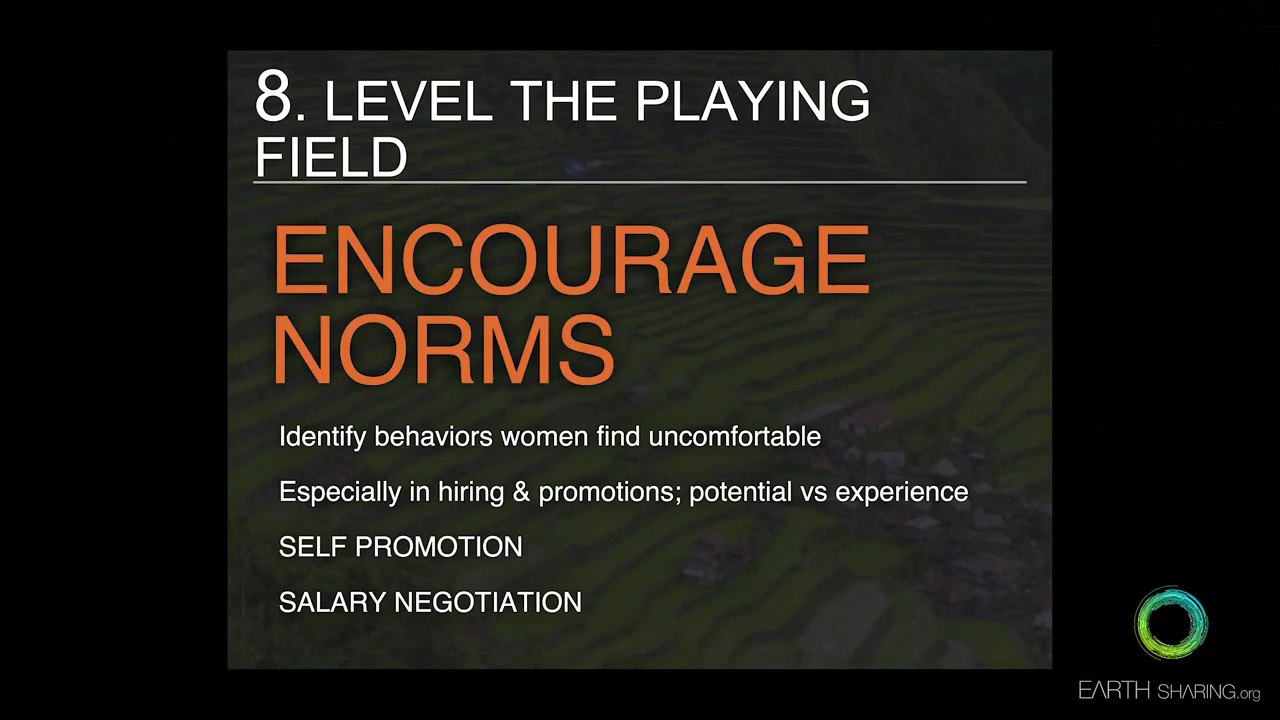 8. LEVEL THE PLAYING
FIELD
ENCOURAGE
NORMS
Identify behaviors women find uncomfortable
Especially in hiring & promotions; potential vs experience
SELF PROMOTION
SALARY NEGOTIATION
EARTH SHARING.org